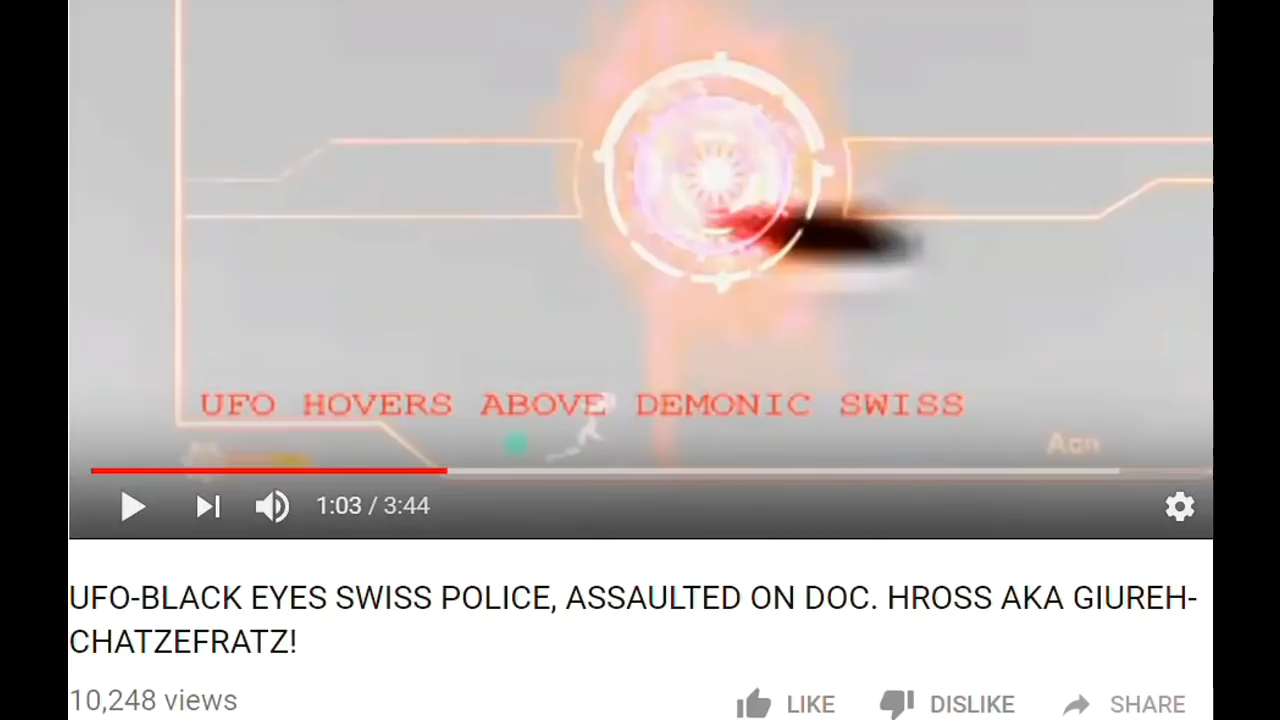 UFO HOVERS ABOVE DEMONIC SWISS
1:03 / 3:44
UFO-BLACK EYES SWISS POLICE, ASSAULTED ON DOC. HROSS AKA GIUREH-
CHATZEFRATZ!
10,248 views LIKE DISLIKE SHARE